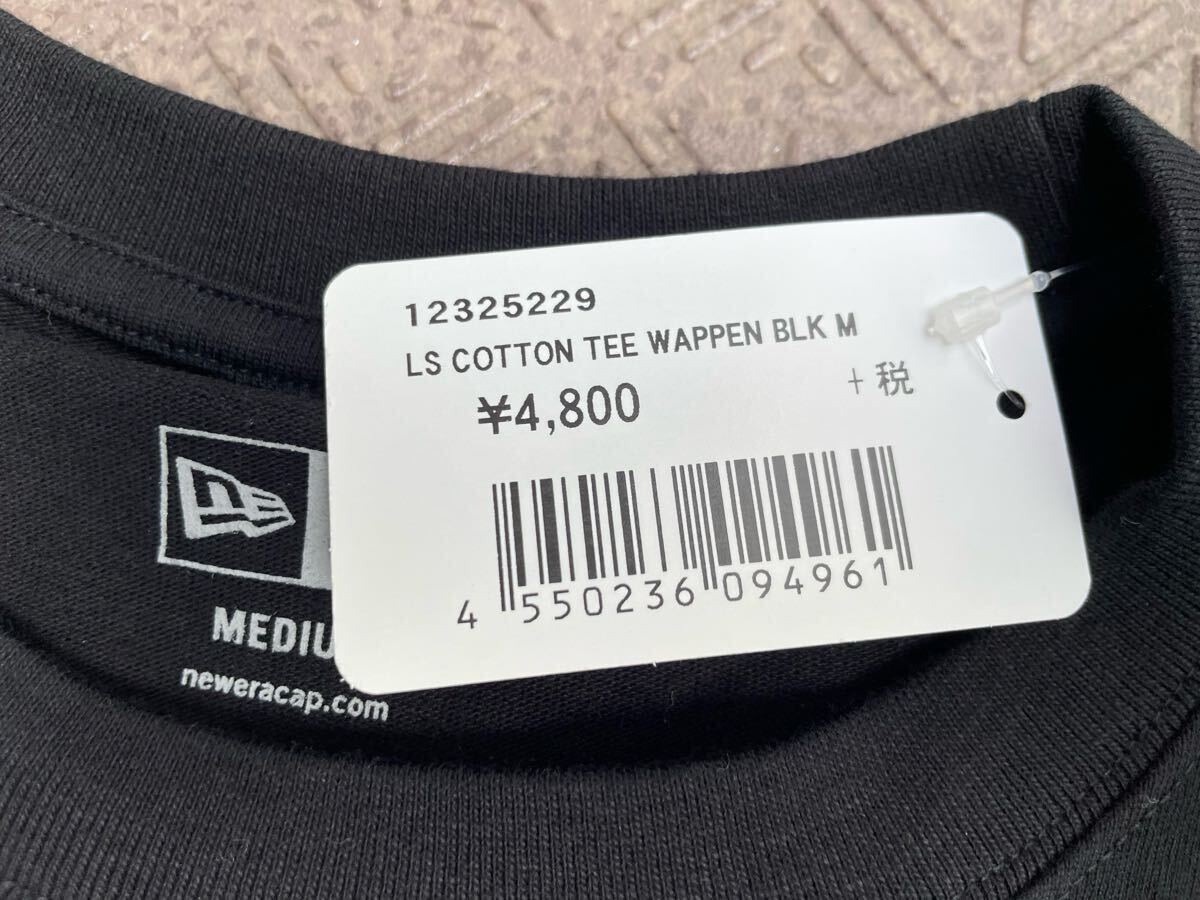 12325229
LS COTTON TEE WAPPEN BLK M
¥4,800 +税
4 550236 094961
MEDIU
neweracap.com